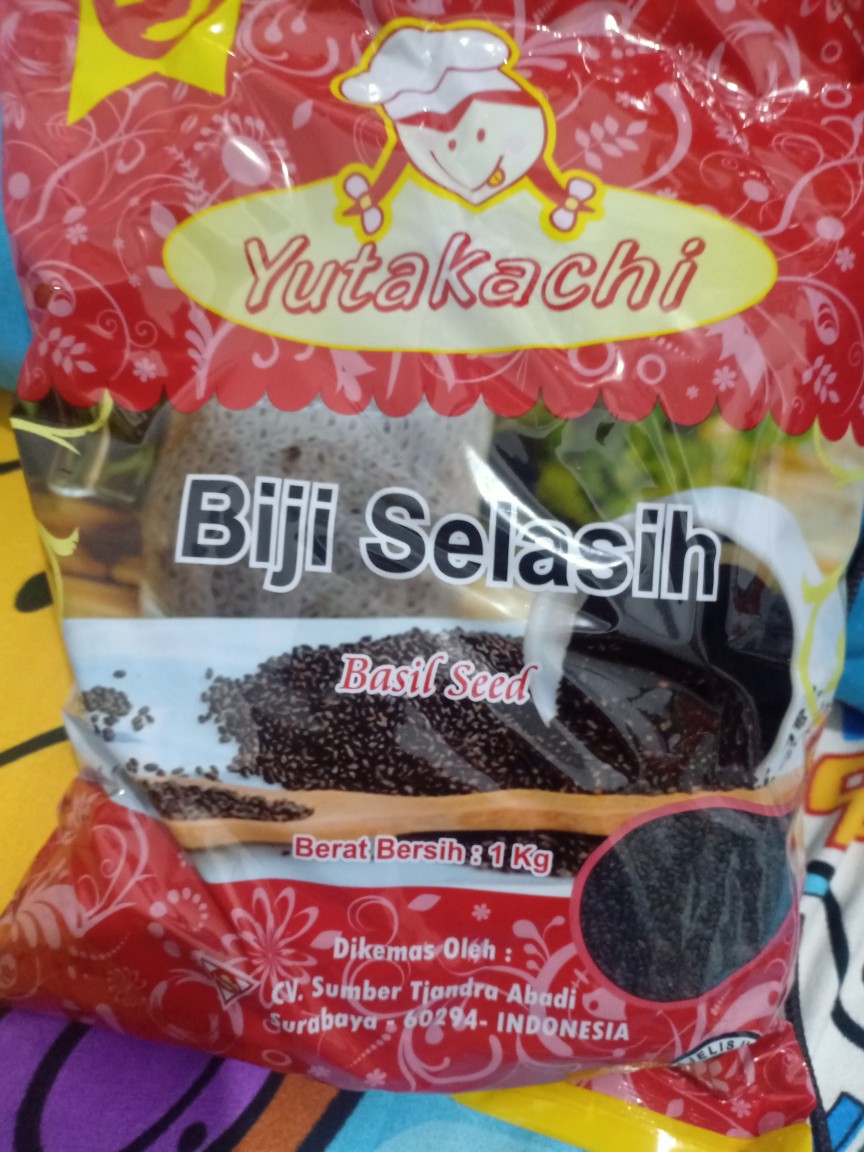 Yutakachi
Biji Selasih
Basil Seed
Berat Bersih : 1 Kg
Dikemas Oleh :
CV. Sumber Tjandra Abadi
Surabaya - 60294- INDONESIA